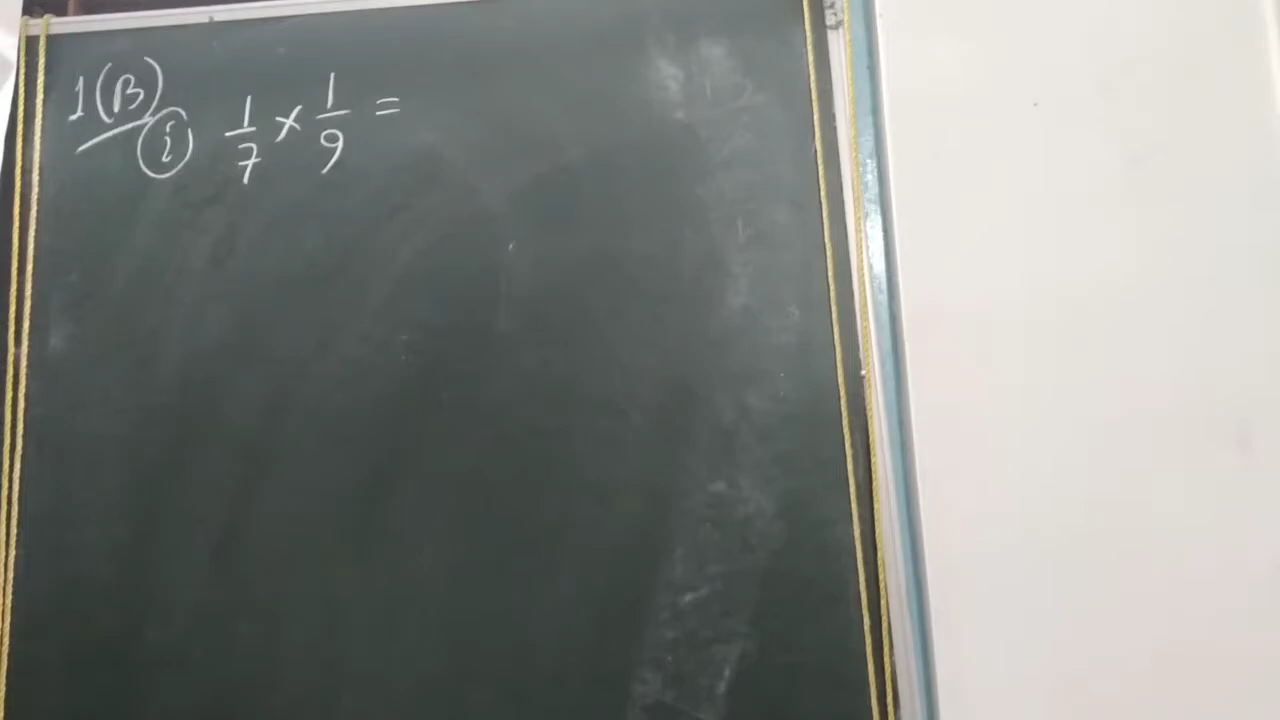 1(B)
(i) 1/7 × 1/9 =